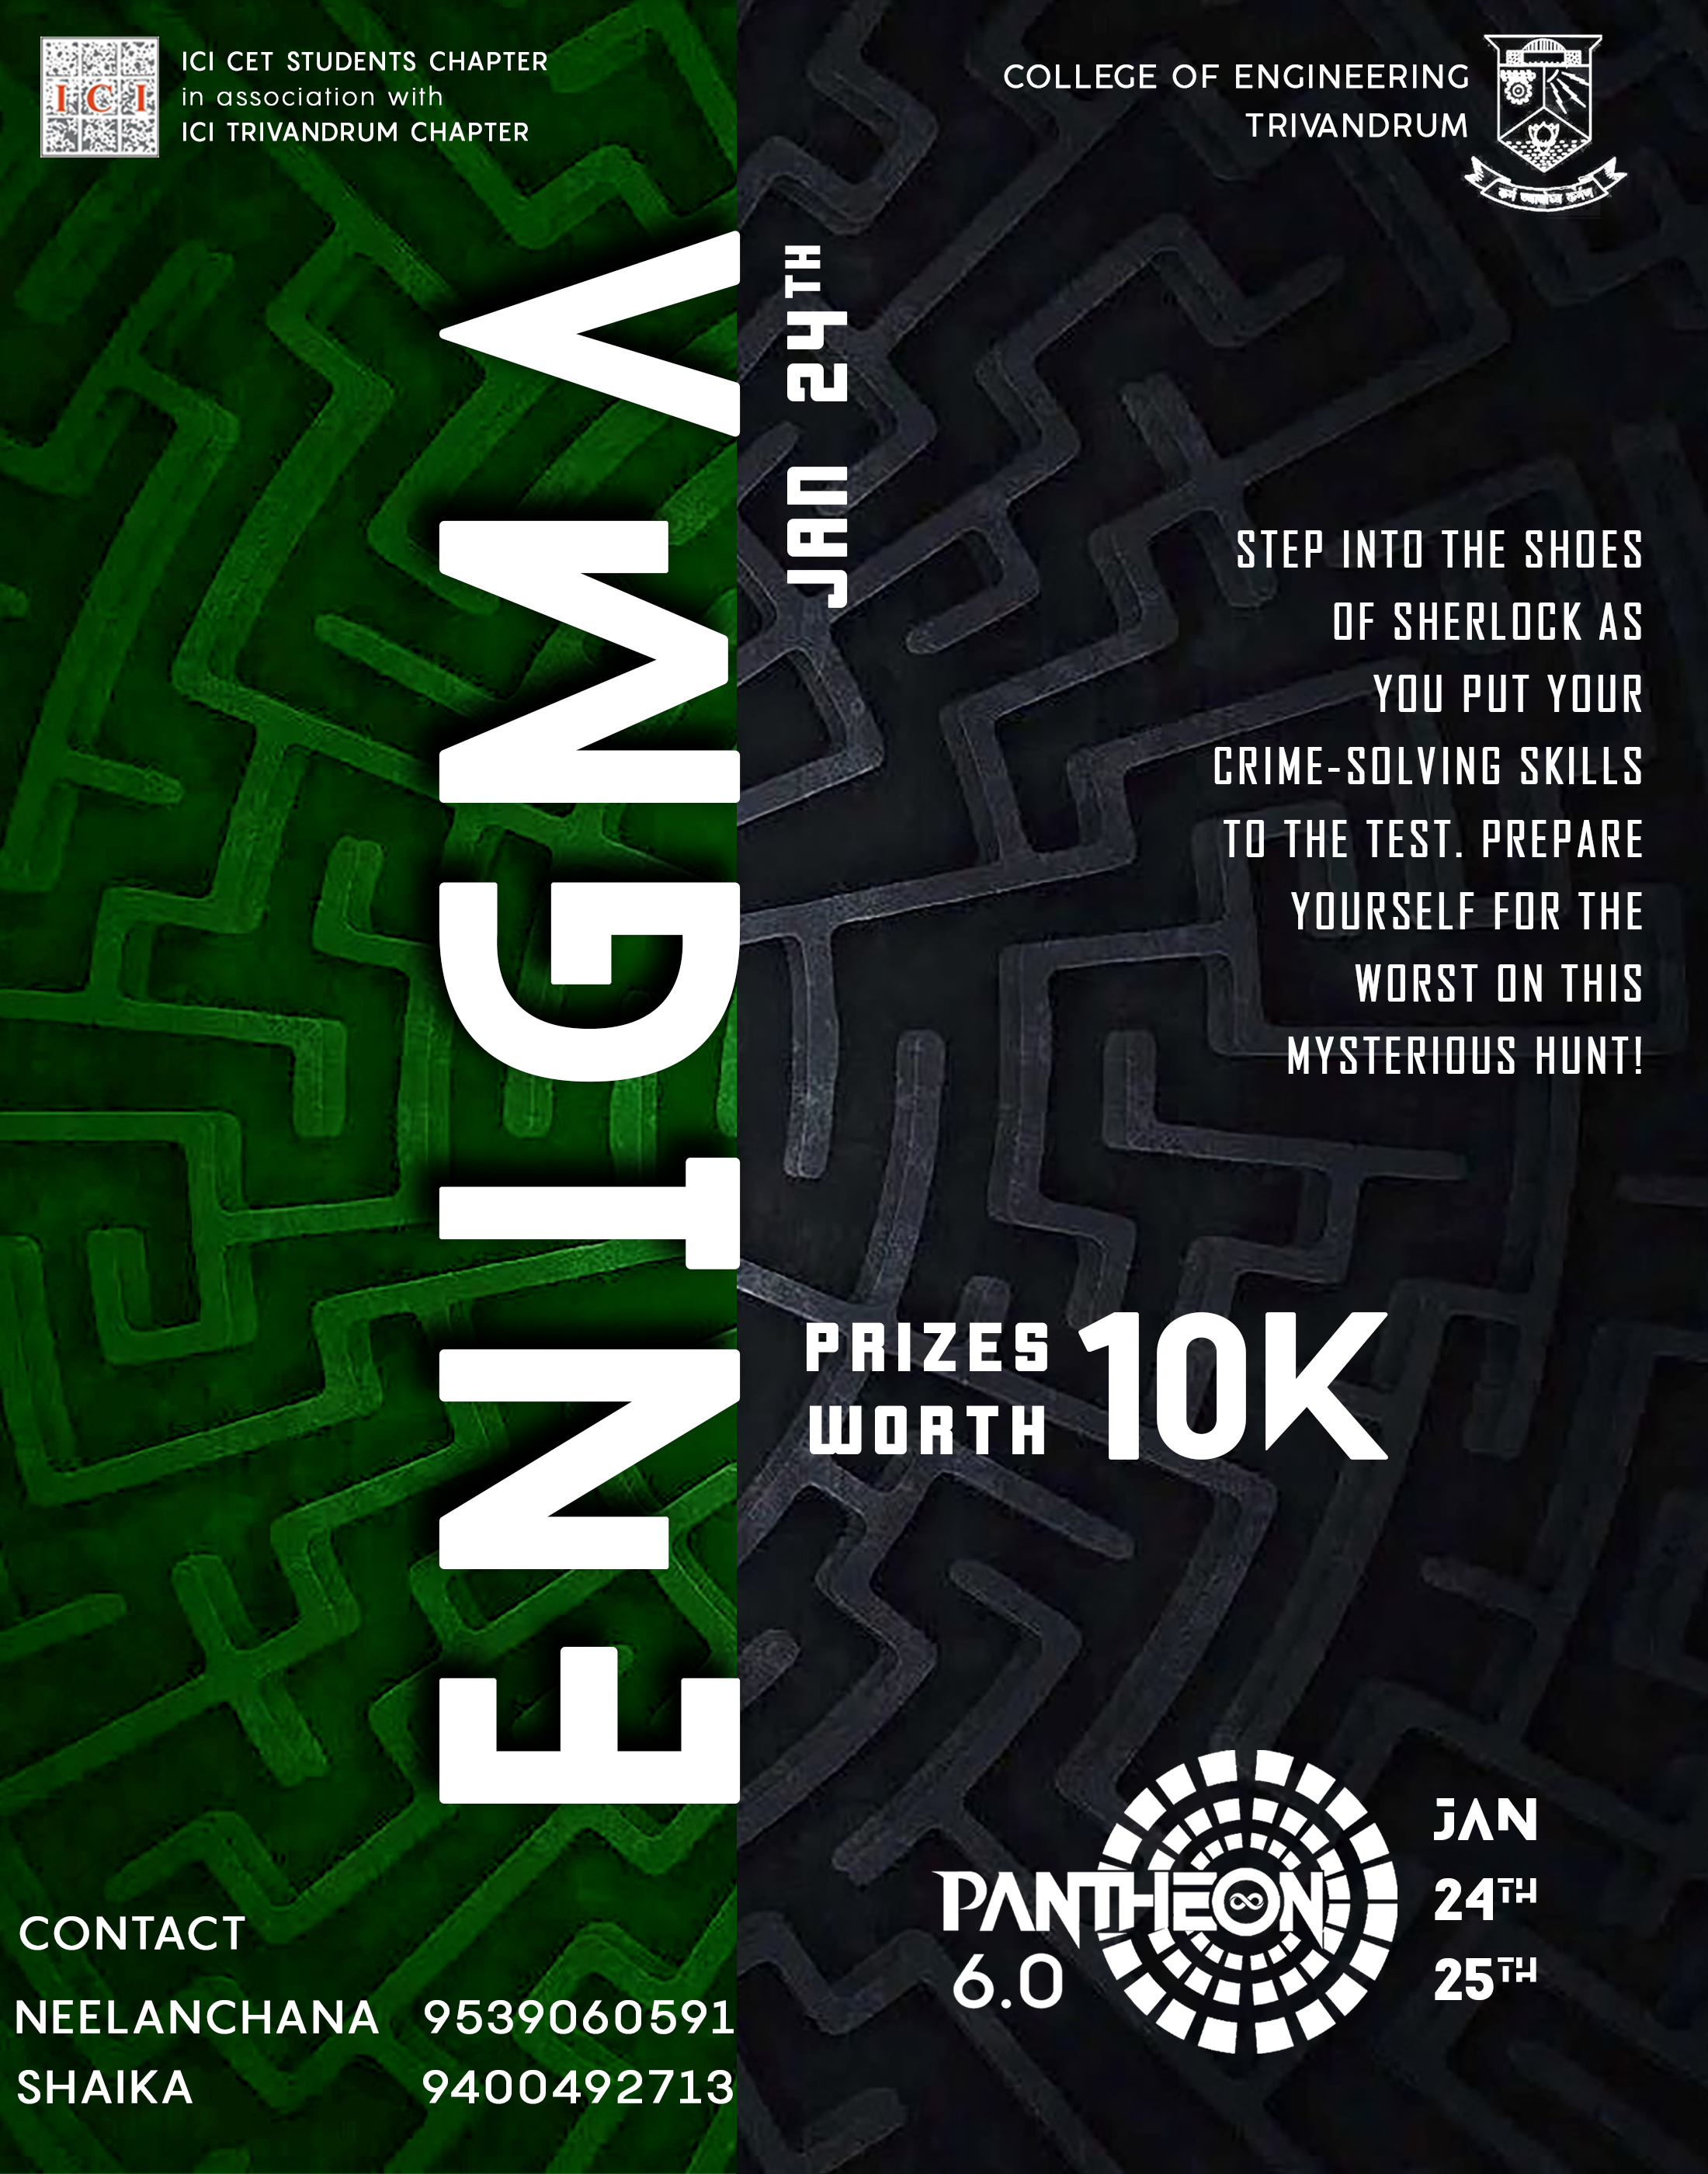 ICI
ICI CET STUDENTS CHAPTER
in association with
ICI TRIVANDRUM CHAPTER
COLLEGE OF ENGINEERING
TRIVANDRUM
ENIGMA
JAN 24TH
STEP INTO THE SHOES
OF SHERLOCK AS
YOU PUT YOUR
CRIME-SOLVING SKILLS
TO THE TEST. PREPARE
YOURSELF FOR THE
WORST ON THIS
MYSTERIOUS HUNT!
PRIZES
WORTH
10K
PANTHEON
6.0
JAN
24TH
25TH
CONTACT
NEELANCHANA 9539060591
SHAIKA 9400492713